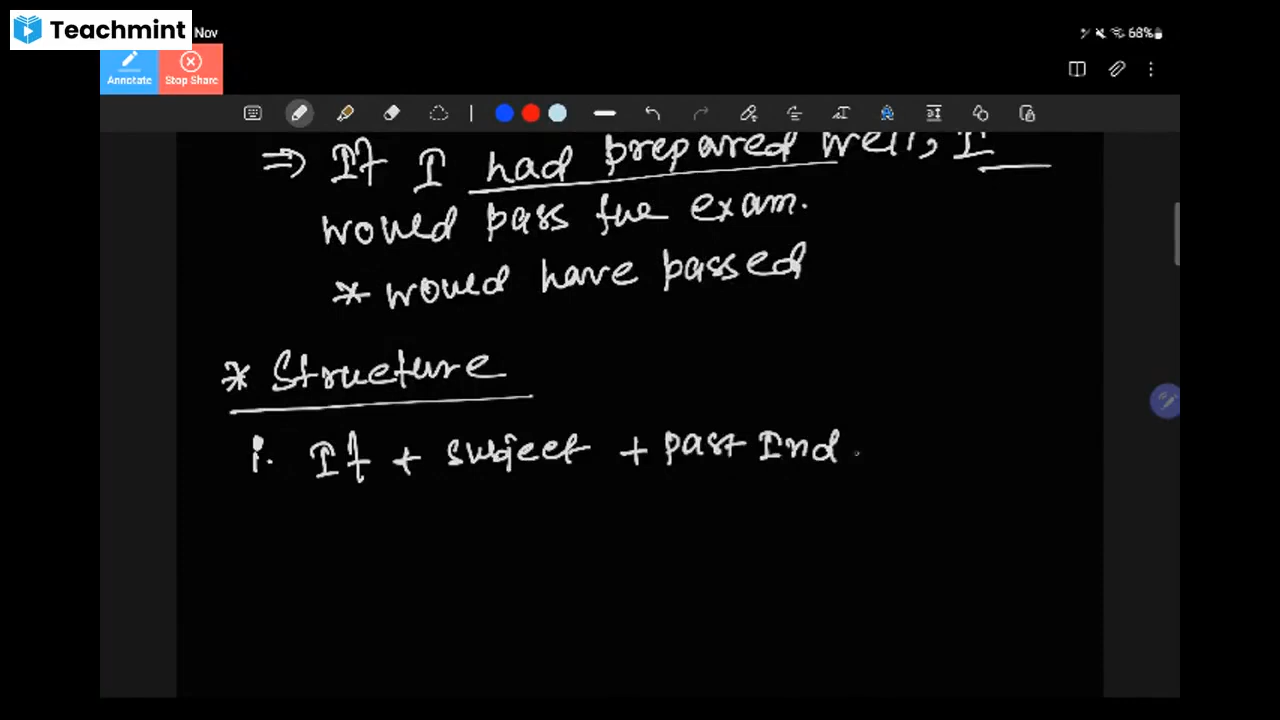 Teachmint
Nov
68%
Annotate
Stop Share
⇒ If I had prepared well, I
would pass the exam.
* would have passed
* Structure
i. If + subject + past Ind.